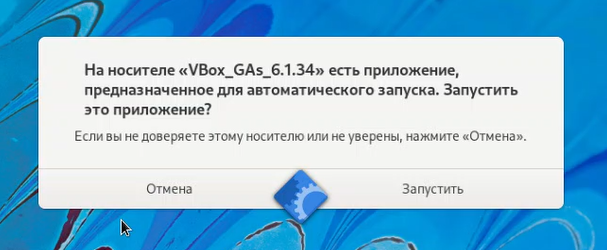 На носителе «VBox_GAs_6.1.34» есть приложение,
предназначенное для автоматического запуска. Запустить
это приложение?
Если вы не доверяете этому носителю или не уверены, нажмите «Отмена».
Отмена
Запустить